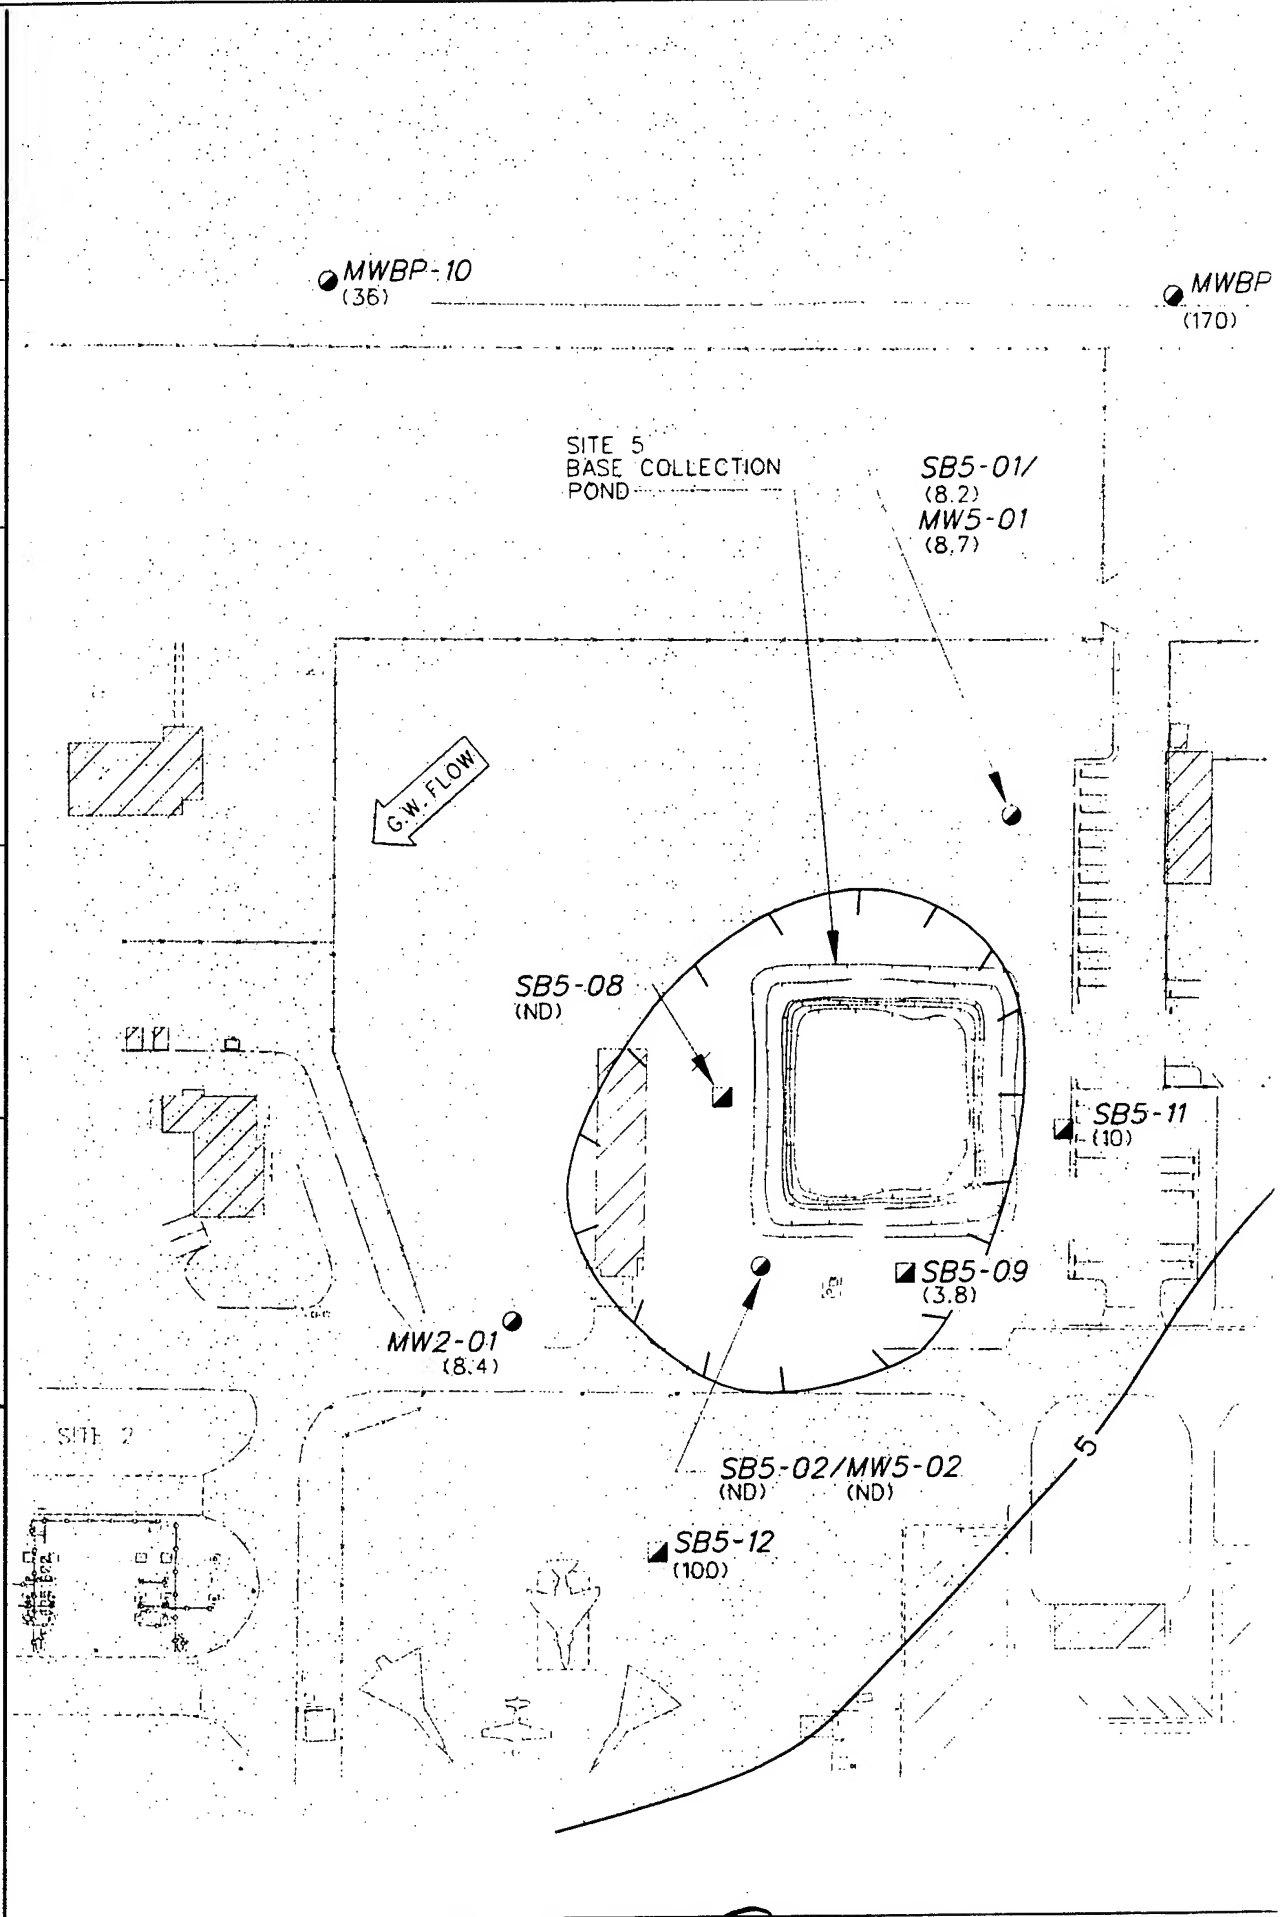 MWBP-10
(36)
MWBP
(170)
SITE 5
BASE COLLECTION
POND
SB5-01/
(8.2)
MW5-01
(8.7)
G.W. FLOW
SB5-08
(ND)
SB5-11
(10)
SB5-09
(3.8)
MW2-01
(8.4)
SITE 2
5
SB5-02/MW5-02
(ND) (ND)
SB5-12
(100)